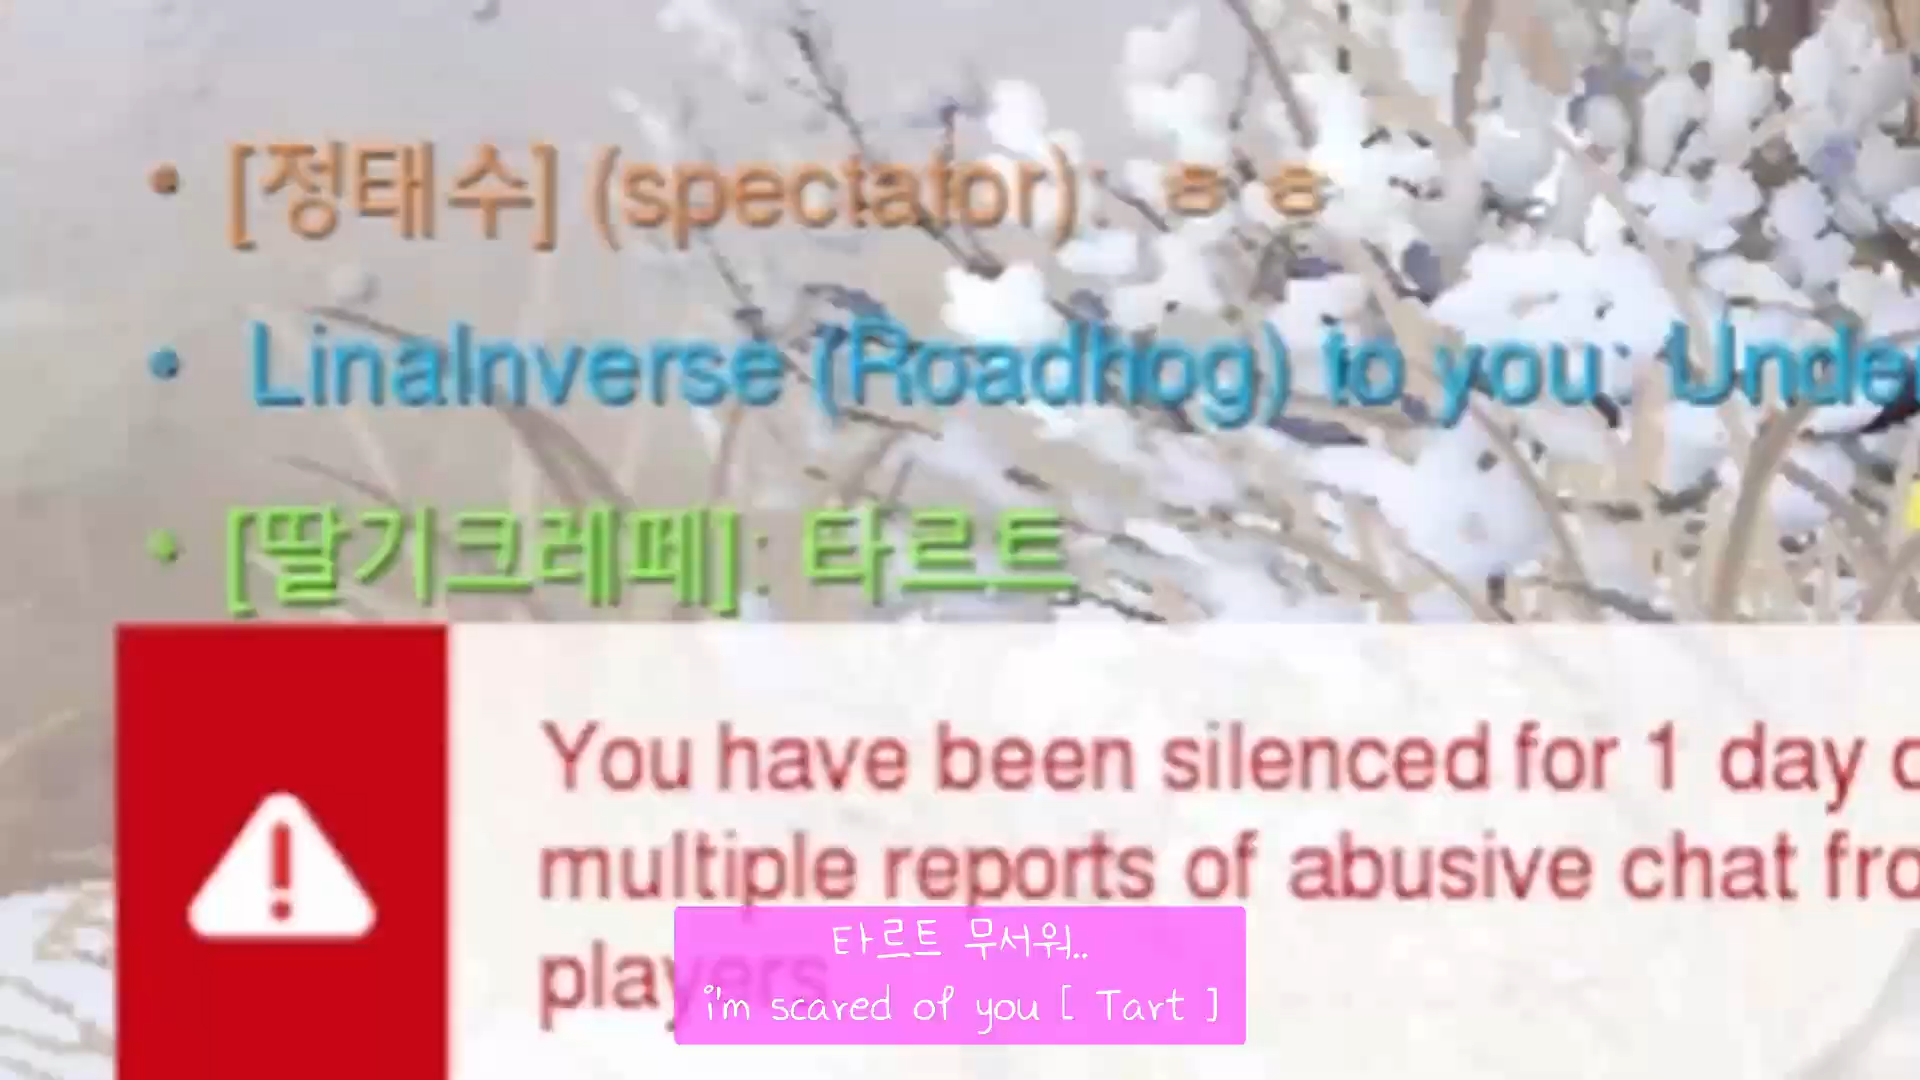 • [정태수] (spectator): ㅎㅎ
• LinaInverse (Roadhog) to you: Under
• [딸기크레페]: 타르트
You have been silenced for 1 day
multiple reports of abusive chat
players
타르트 무서워..
i'm scared of you [ Tart ]